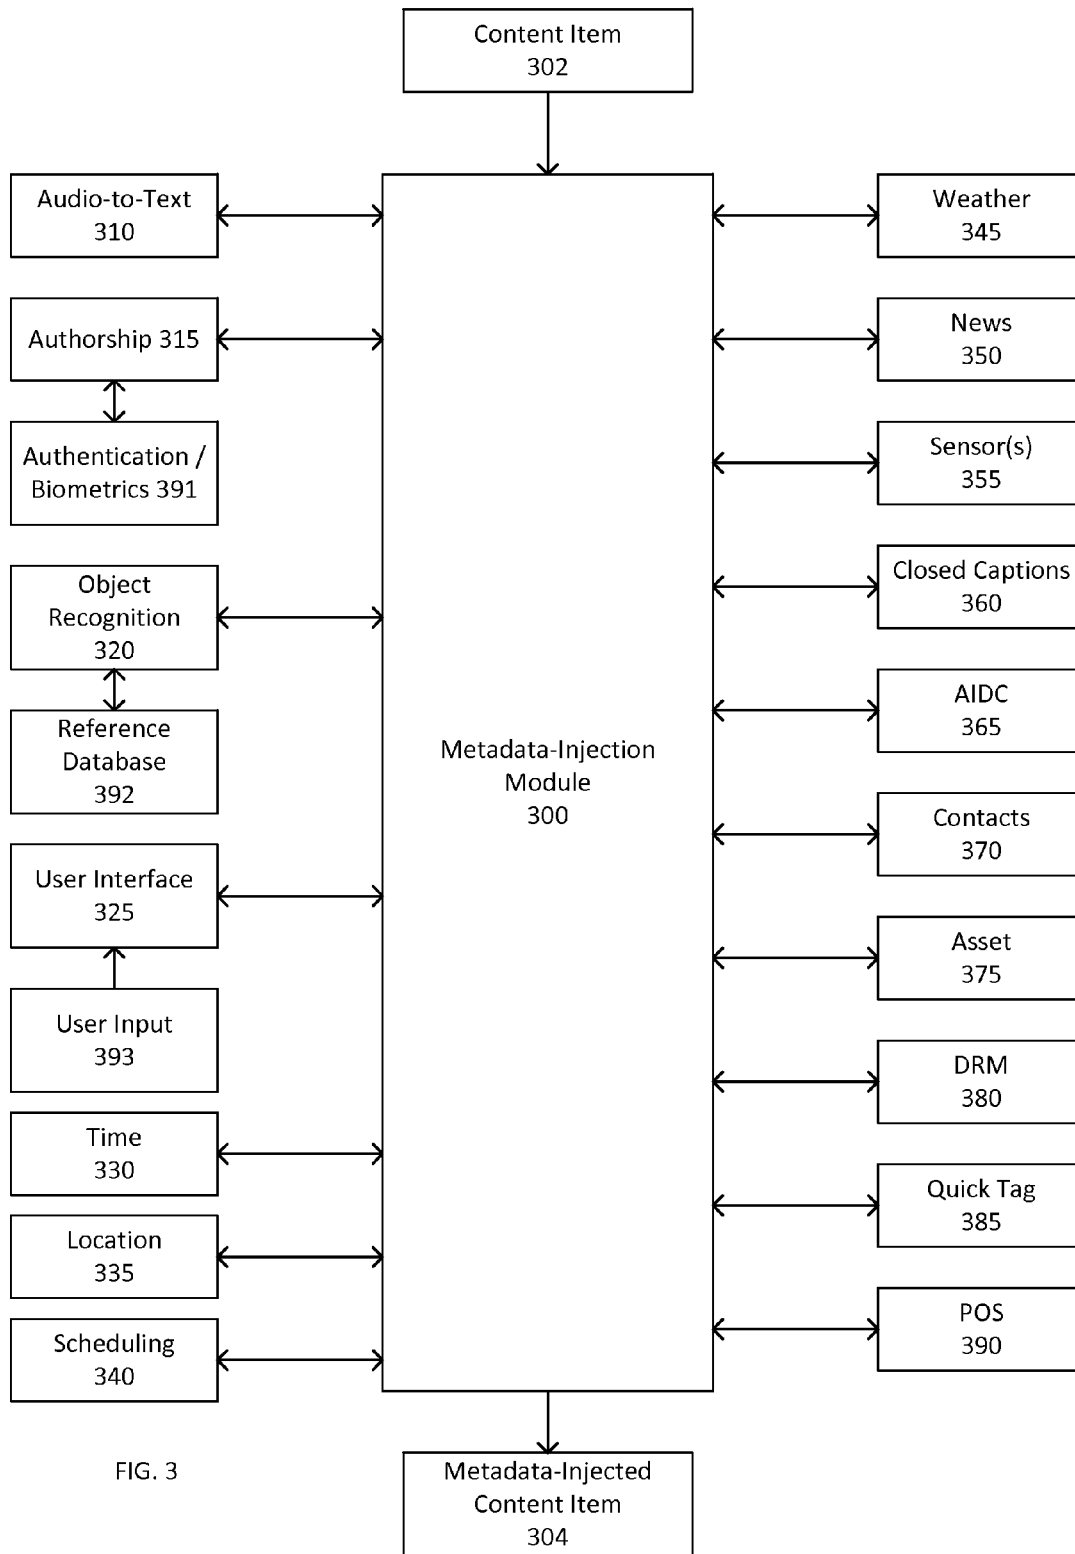 Content Item
302
Audio-to-Text
310
Authorship 315
Authentication /
Biometrics 391
Object
Recognition
320
Reference
Database
392
User Interface
325
User Input
393
Time
330
Location
335
Scheduling
340
Metadata-Injection
Module
300
Weather
345
News
350
Sensor(s)
355
Closed Captions
360
AIDC
365
Contacts
370
Asset
375
DRM
380
Quick Tag
385
POS
390
FIG. 3
Metadata-Injected
Content Item
304